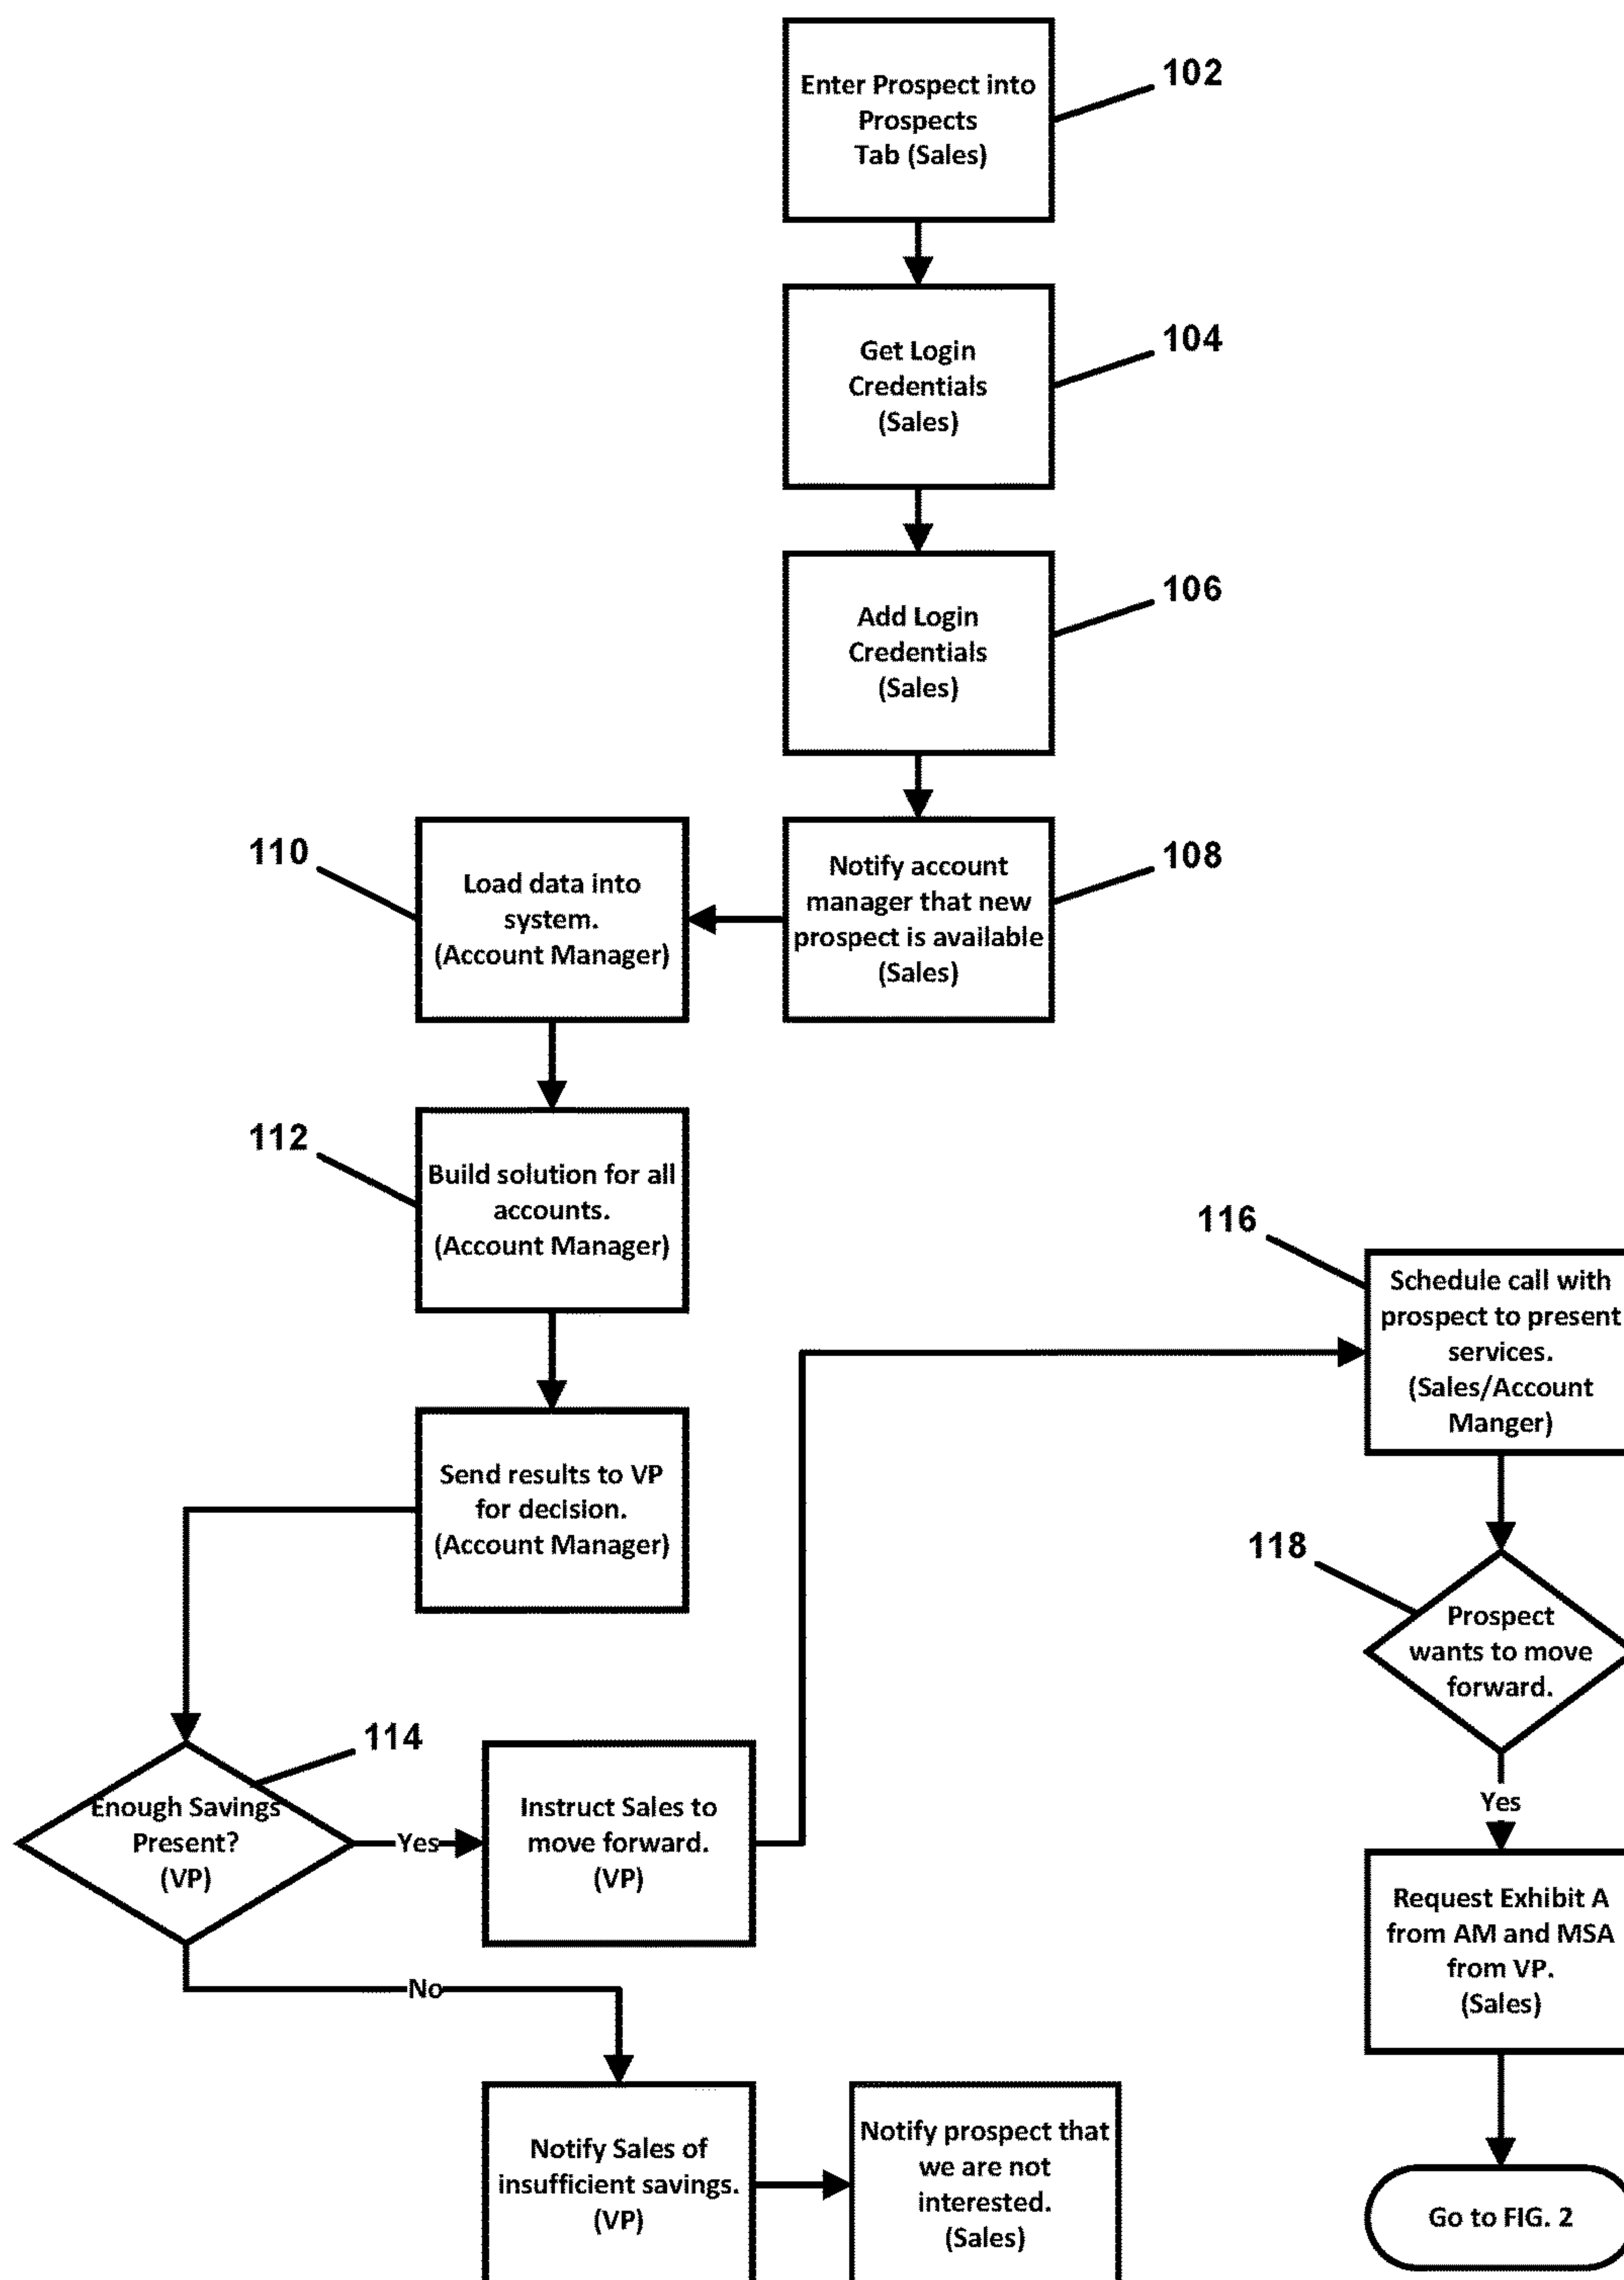 Enter Prospect into
Prospects
Tab (Sales)
102
Get Login
Credentials
(Sales)
104
Add Login
Credentials
(Sales)
106
Notify account
manager that new
prospect is available
(Sales)
108
110
Load data into
system.
(Account Manager)
112
Build solution for all
accounts.
(Account Manager)
Send results to VP
for decision.
(Account Manager)
114
Enough Savings
Present?
(VP)
Yes
Instruct Sales to
move forward.
(VP)
No
Notify Sales of
insufficient savings.
(VP)
Notify prospect that
we are not
interested.
(Sales)
116
Schedule call with
prospect to present
services.
(Sales/Account
Manger)
118
Prospect
wants to move
forward.
Yes
Request Exhibit A
from AM and MSA
from VP.
(Sales)
Go to FIG. 2